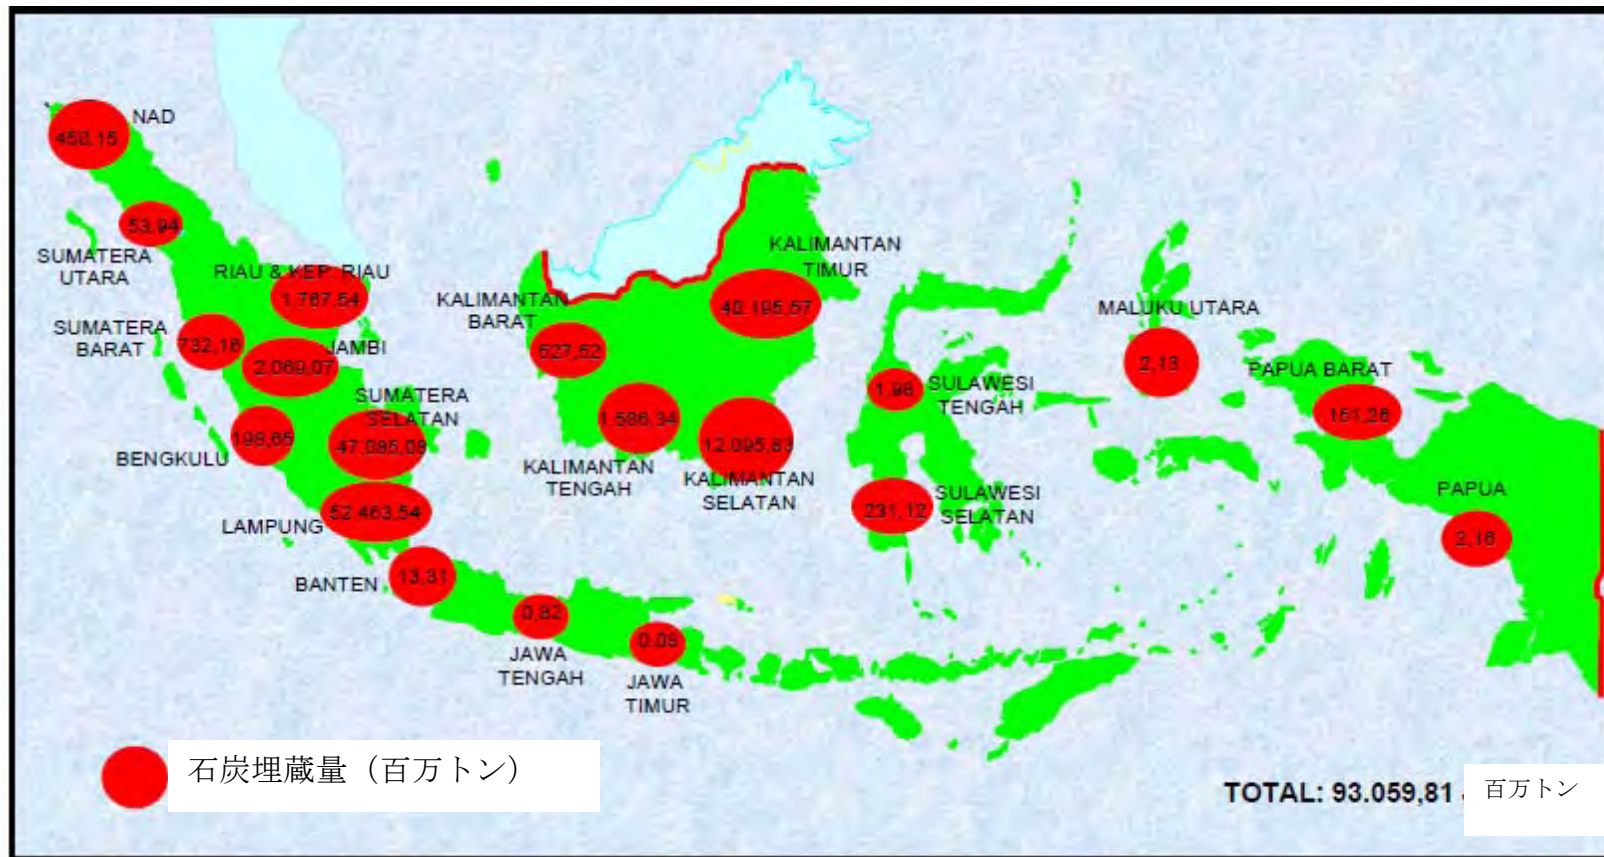 NAD
450,15
53,94
SUMATERA
UTARA
RIAU & KEP. RIAU
1.767,54
KALIMANTAN
TIMUR
40.195,57
KALIMANTAN
BARAT
527,52
MALUKU UTARA
2,13
SUMATERA
BARAT
732,16
JAMBI
2.069,07
PAPUA BARAT
151,26
SUMATERA
SELATAN
47.085,08
1,98
SULAWESI
TENGAH
1.586,34
12.095,83
198,65
BENGKULU
KALIMANTAN
TENGAH
KALIMANTAN
SELATAN
PAPUA
2,16
52.463,54
LAMPUNG
231,12
SULAWESI
SELATAN
BANTEN
13,31
0,82
JAWA
TENGAH
0.08
JAWA
TIMUR
石炭埋蔵量（百万トン）
TOTAL: 93.059,81
百万トン